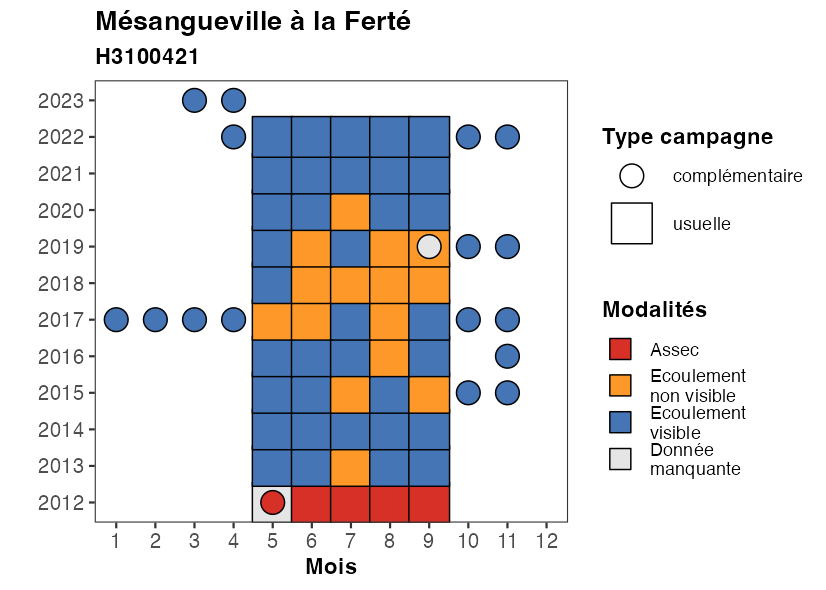 Mésangueville à la Ferté
H3100421
2023
2022
2021
2020
2019
2018
2017
2016
2015
2014
2013
2012
1 2 3 4 5 6 7 8 9 10 11 12
Mois
Type campagne
complémentaire
usuelle
Modalités
Assec
Ecoulement
non visible
Ecoulement
visible
Donnée
manquante